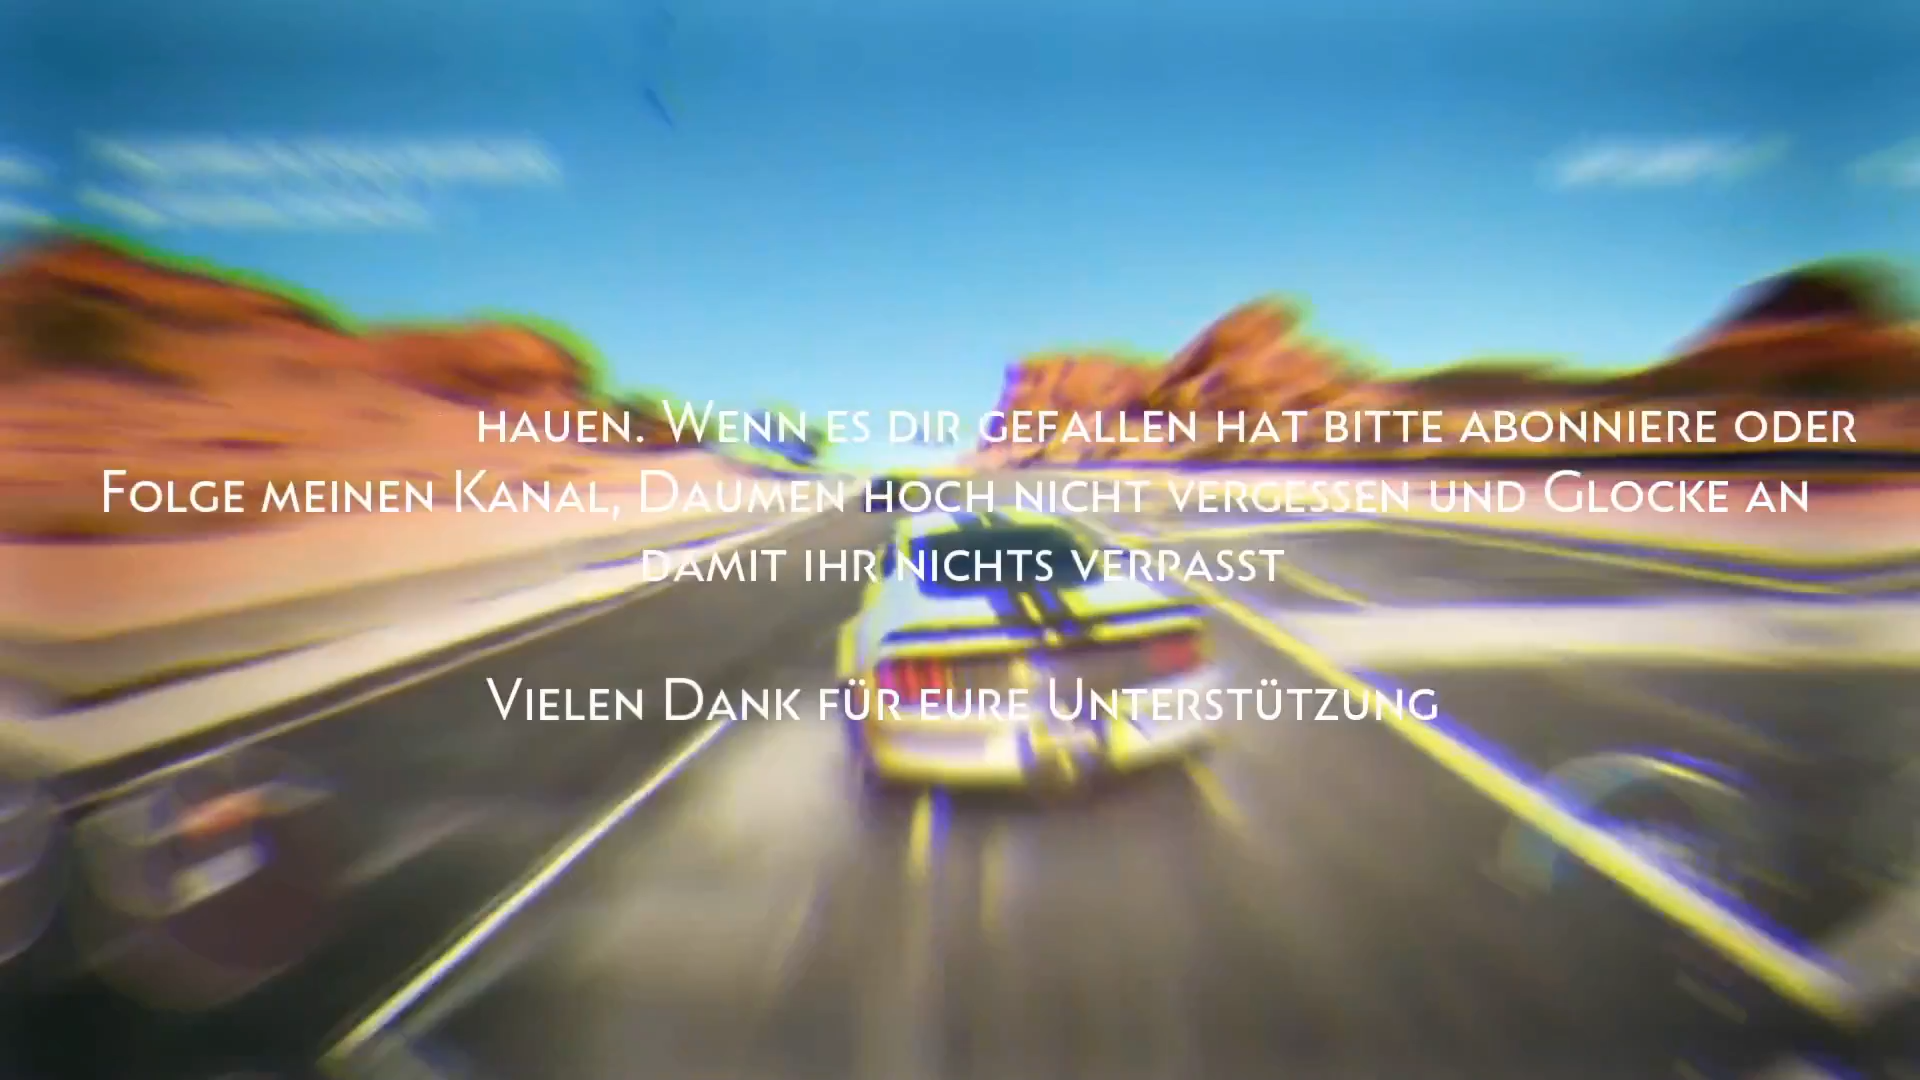 hauen. Wenn es dir gefallen hat bitte abonniere oder
Folge meinen Kanal, Daumen hoch nicht vergessen und Glocke an
damit ihr nichts verpasst
Vielen Dank für eure Unterstützung